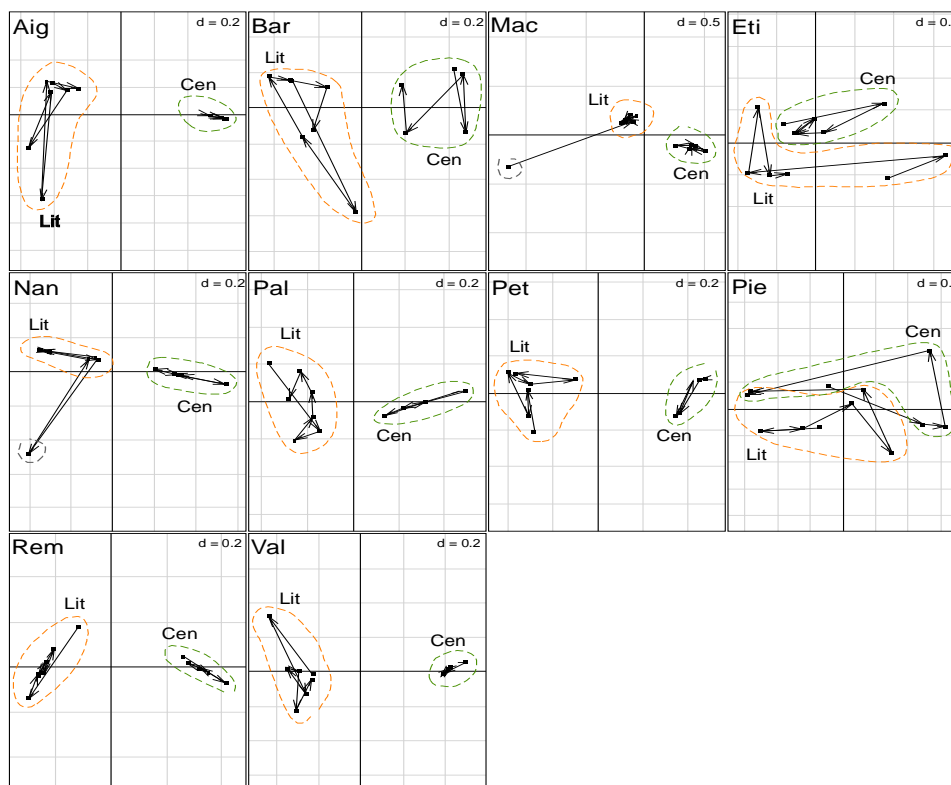 Aig
d = 0.2
Cen
Lit
Bar
d = 0.2
Lit
Cen
Mac
d = 0.5
Lit
Cen
Eti
Cen
Lit
Nan
d = 0.2
Lit
Cen
Pal
d = 0.2
Lit
Cen
Pet
d = 0.2
Lit
Cen
Pie
Cen
Lit
Rem
d = 0.2
Lit
Cen
Val
d = 0.2
Lit
Cen